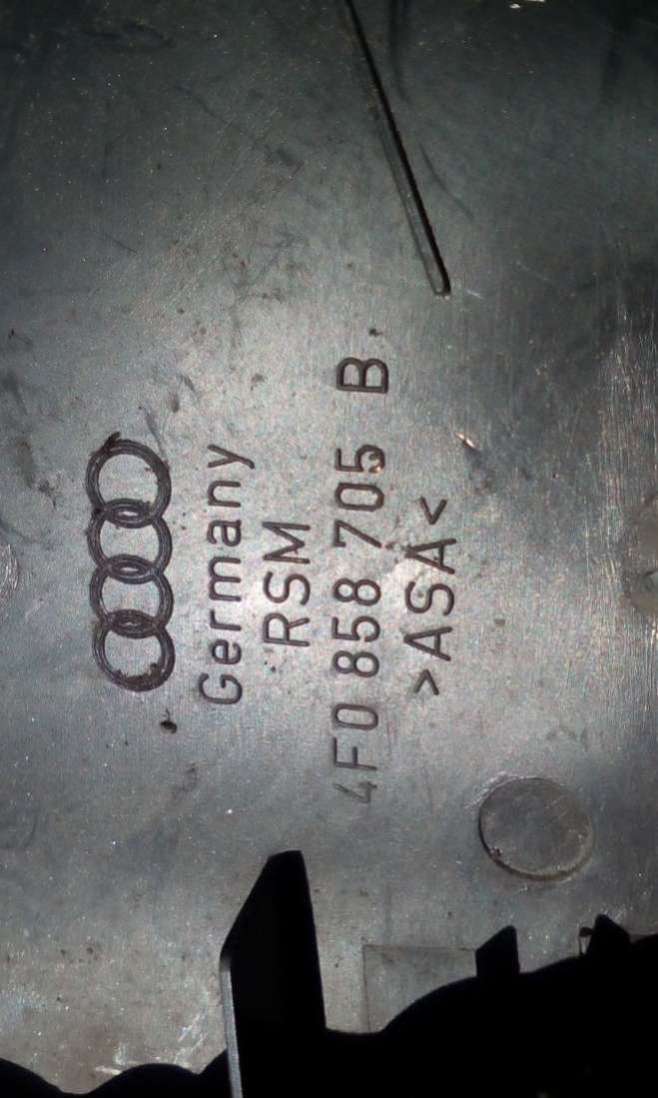 Germany
RSM
4F0 858 705 B
>ASA<